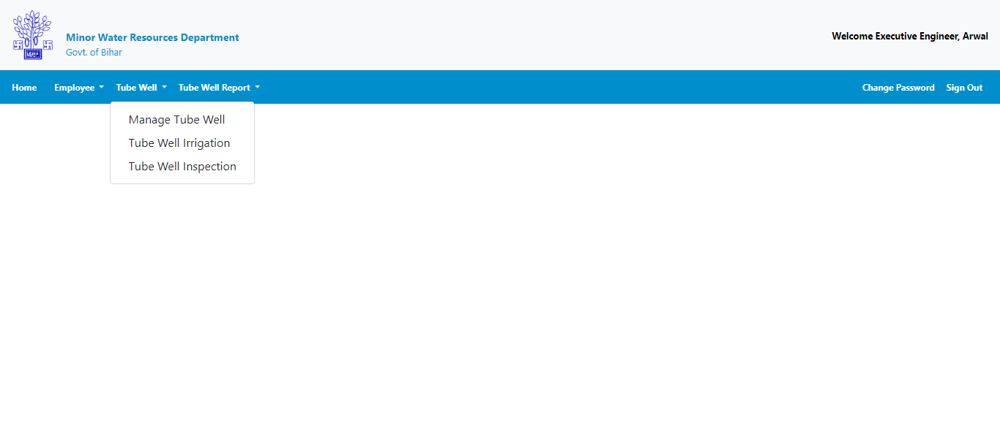 Minor Water Resources Department
Govt. of Bihar
Welcome Executive Engineer, Arwal
Home Employee Tube Well Tube Well Report Change Password Sign Out
Manage Tube Well
Tube Well Irrigation
Tube Well Inspection